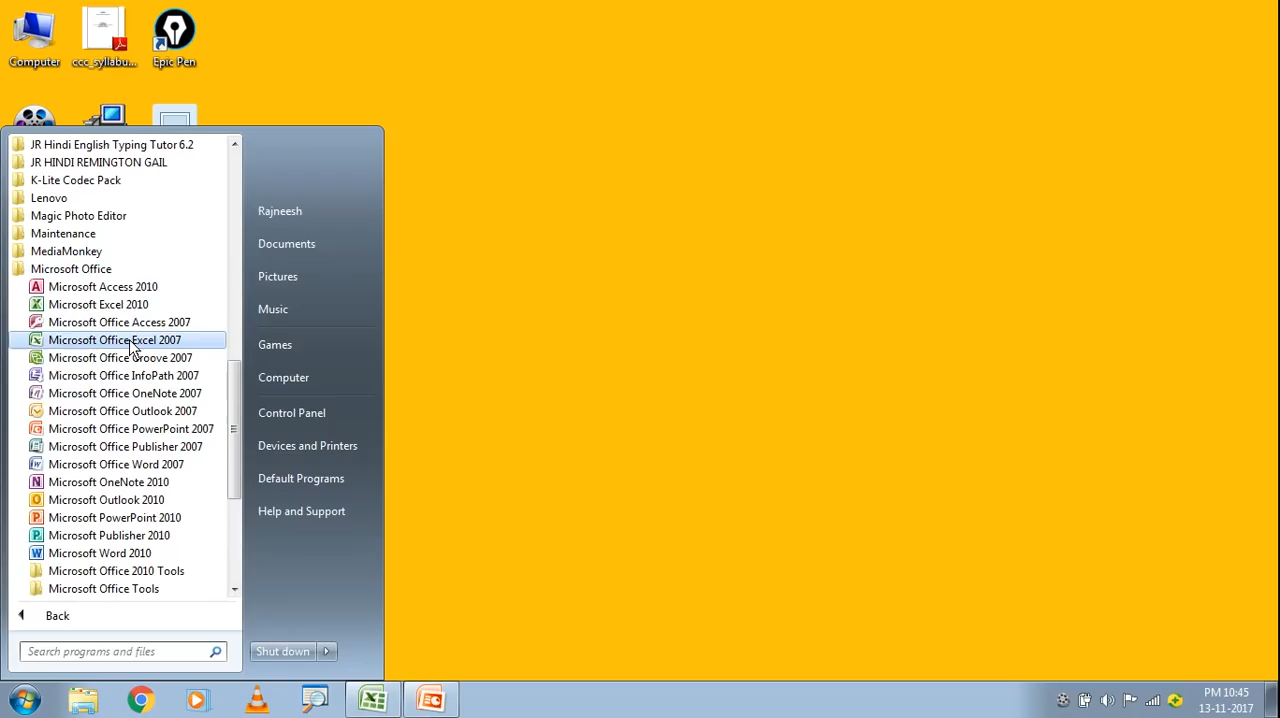 Computer
ccc_syllabu...
Epic Pen
JR Hindi English Typing Tutor 6.2
JR HINDI REMINGTON GAIL
K-Lite Codec Pack
Lenovo
Magic Photo Editor
Maintenance
MediaMonkey
Microsoft Office
Microsoft Access 2010
Microsoft Excel 2010
Microsoft Office Access 2007
Microsoft Office Excel 2007
Microsoft Office Groove 2007
Microsoft Office InfoPath 2007
Microsoft Office OneNote 2007
Microsoft Office Outlook 2007
Microsoft Office PowerPoint 2007
Microsoft Office Publisher 2007
Microsoft Office Word 2007
Microsoft OneNote 2010
Microsoft Outlook 2010
Microsoft PowerPoint 2010
Microsoft Publisher 2010
Microsoft Word 2010
Microsoft Office 2010 Tools
Microsoft Office Tools
Back
Search programs and files
Rajneesh
Documents
Pictures
Music
Games
Computer
Control Panel
Devices and Printers
Default Programs
Help and Support
Shut down
PM 10:45
13-11-2017